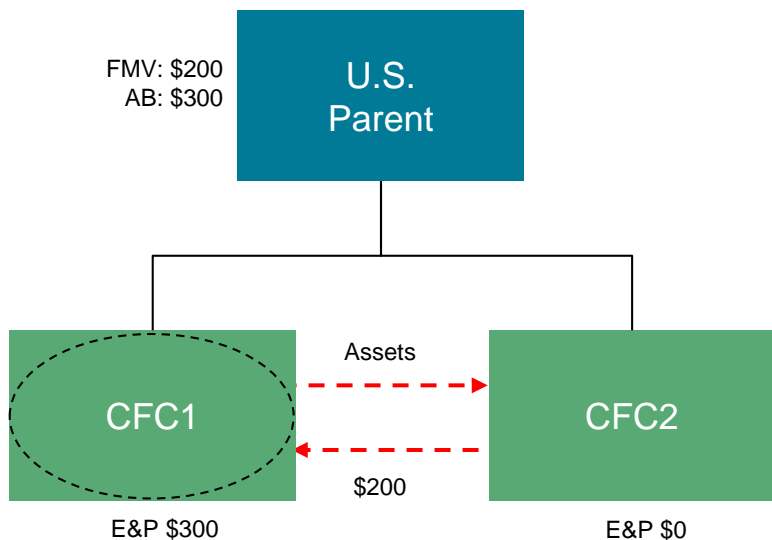 FMV: $200
AB: $300
U.S.
Parent
Assets
CFC1
CFC2
$200
E&P $300
E&P $0